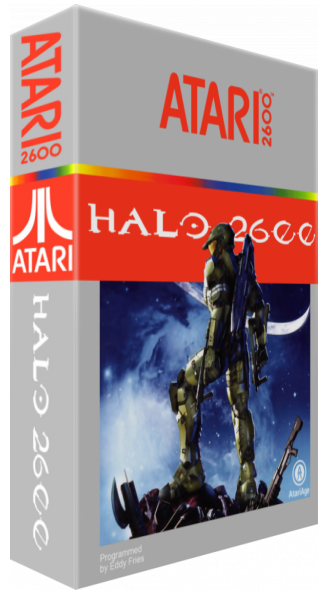 ATARI 2600
ATARI
HALO 2600
ATARI 2600
HALO 2600
AtariAge
Programmed
by Eddy Fries